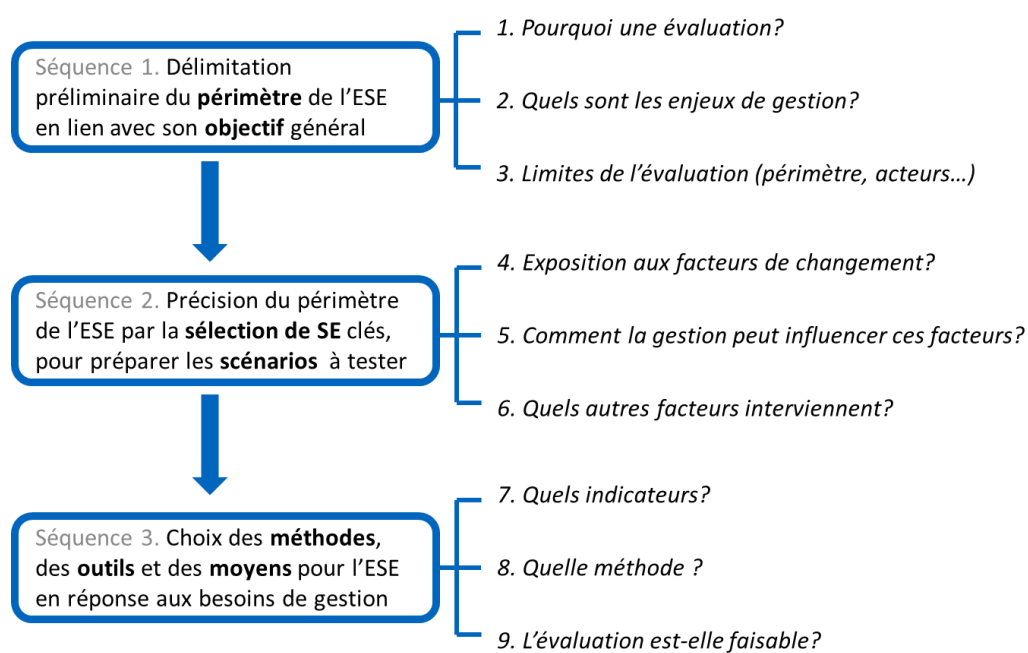 Séquence 1. Délimitation
préliminaire du périmètre de l'ESE
en lien avec son objectif général
1. Pourquoi une évaluation?
2. Quels sont les enjeux de gestion?
3. Limites de l'évaluation (périmètre, acteurs…)
Séquence 2. Précision du périmètre
de l'ESE par la sélection de SE clés,
pour préparer les scénarios à tester
4. Exposition aux facteurs de changement?
5. Comment la gestion peut influencer ces facteurs?
6. Quels autres facteurs interviennent?
Séquence 3. Choix des méthodes,
des outils et des moyens pour l'ESE
en réponse aux besoins de gestion
7. Quels indicateurs?
8. Quelle méthode ?
9. L'évaluation est-elle faisable?